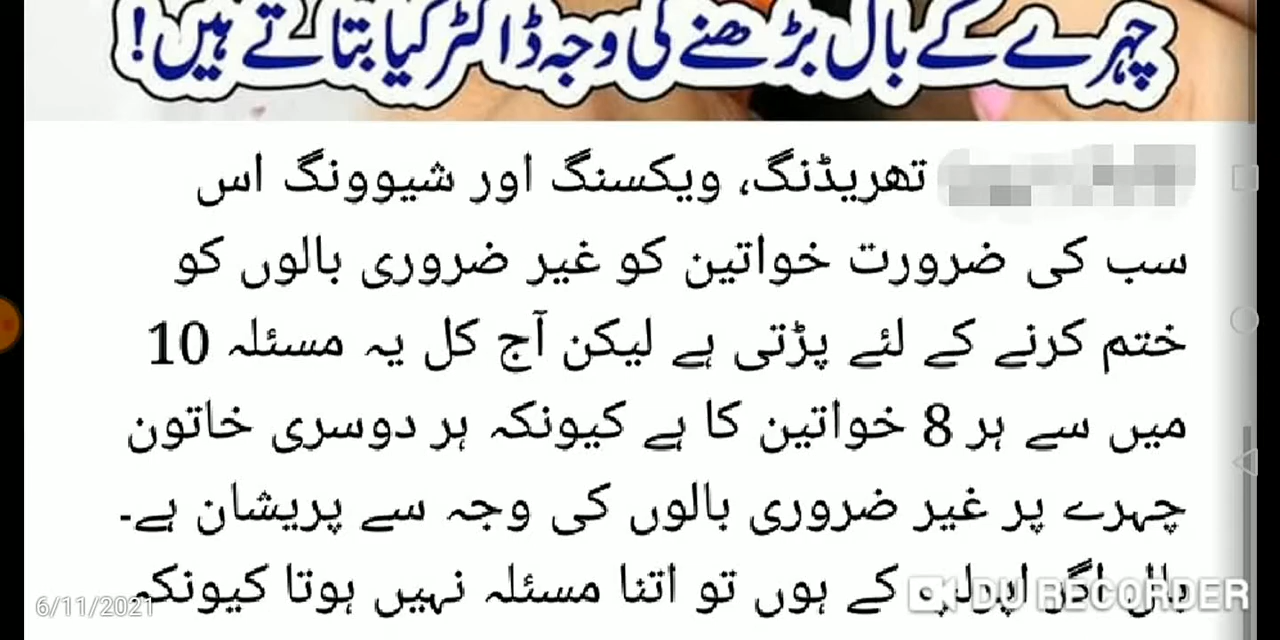 چہرے کے بال بڑھنے کی وجہ ڈاکٹر کیا بتاتے ہیں!
تھریڈنگ، ویکسنگ اور شیوونگ اس
سب کی ضرورت خواتین کو غیر ضروری بالوں کو
ختم کرنے کے لئے پڑتی ہے لیکن آج کل یہ مسئلہ 10
میں سے ہر 8 خواتین کا ہے کیونکہ ہر دوسری خاتون
چہرے پر غیر ضروری بالوں کی وجہ سے پریشان ہے۔
بال اگر اپرلپ کے ہوں تو اتنا مسئلہ نہیں ہوتا کیونکہ
6/11/2021
DU RECORDER